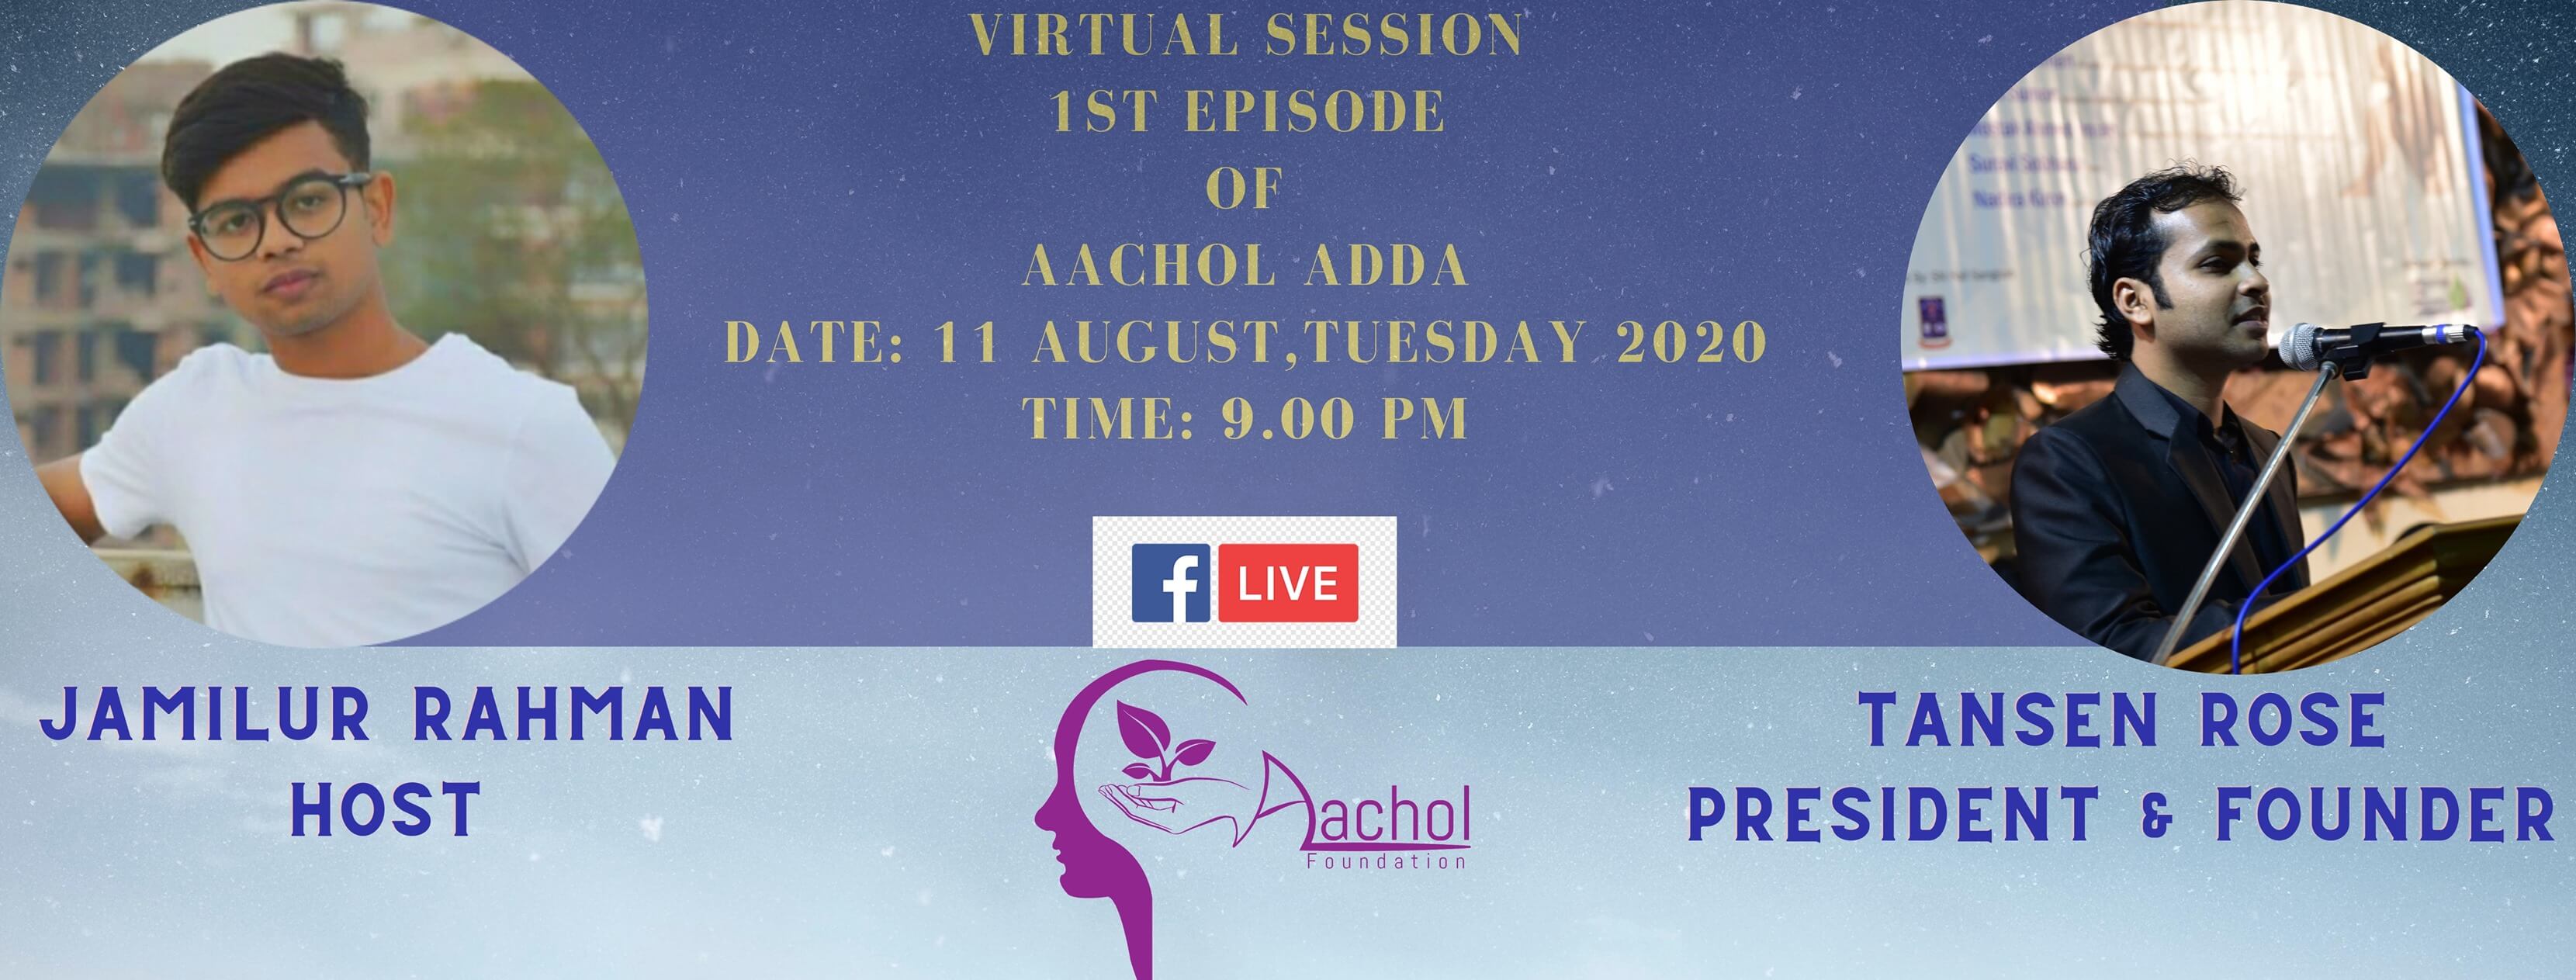 VIRTUAL SESSION
1ST EPISODE
OF
AACHOL ADDA
DATE: 11 AUGUST,TUESDAY 2020
TIME: 9.00 PM
f LIVE
JAMILUR RAHMAN
HOST
Aachol
Foundation
TANSEN ROSE
PRESIDENT & FOUNDER